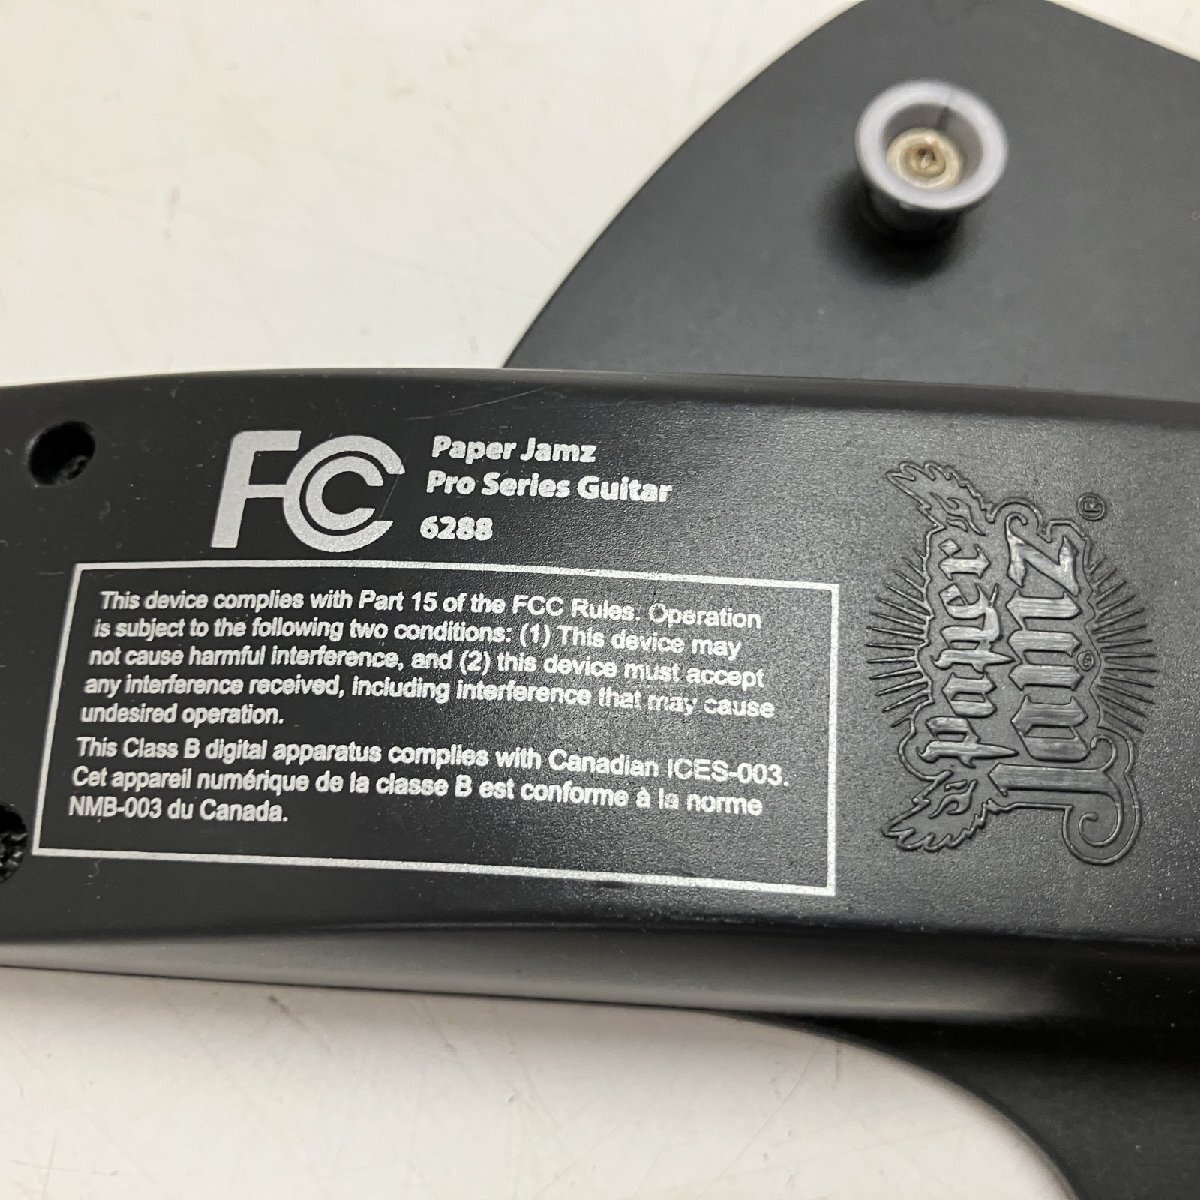 FC
Paper Jamz
Pro Series Guitar
6288
This device complies with Part 15 of the FCC Rules. Operation
is subject to the following two conditions: (1) This device may
not cause harmful interference, and (2) this device must accept
any interference received, including interference that may cause
undesired operation.
This Class B digital apparatus complies with Canadian ICES-003.
Cet appareil numérique de la classe B est conforme à la norme
NMB-003 du Canada.
Paper
Jamz
®